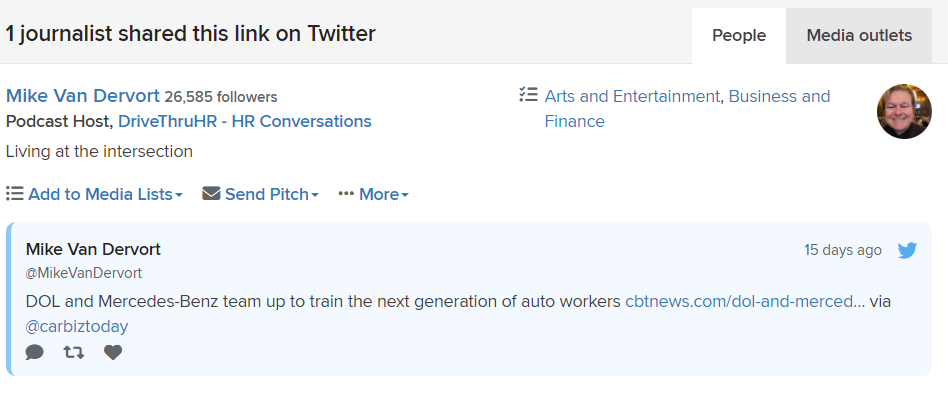 1 journalist shared this link on Twitter
People
Media outlets
Mike Van Dervort 26,585 followers
Podcast Host, DriveThruHR - HR Conversations
Living at the intersection
Arts and Entertainment, Business and
Finance
Add to Media Lists
Send Pitch
More
Mike Van Dervort
15 days ago
@MikeVanDervort
DOL and Mercedes-Benz team up to train the next generation of auto workers cbtnews.com/dol-and-merced... via
@carbiztoday